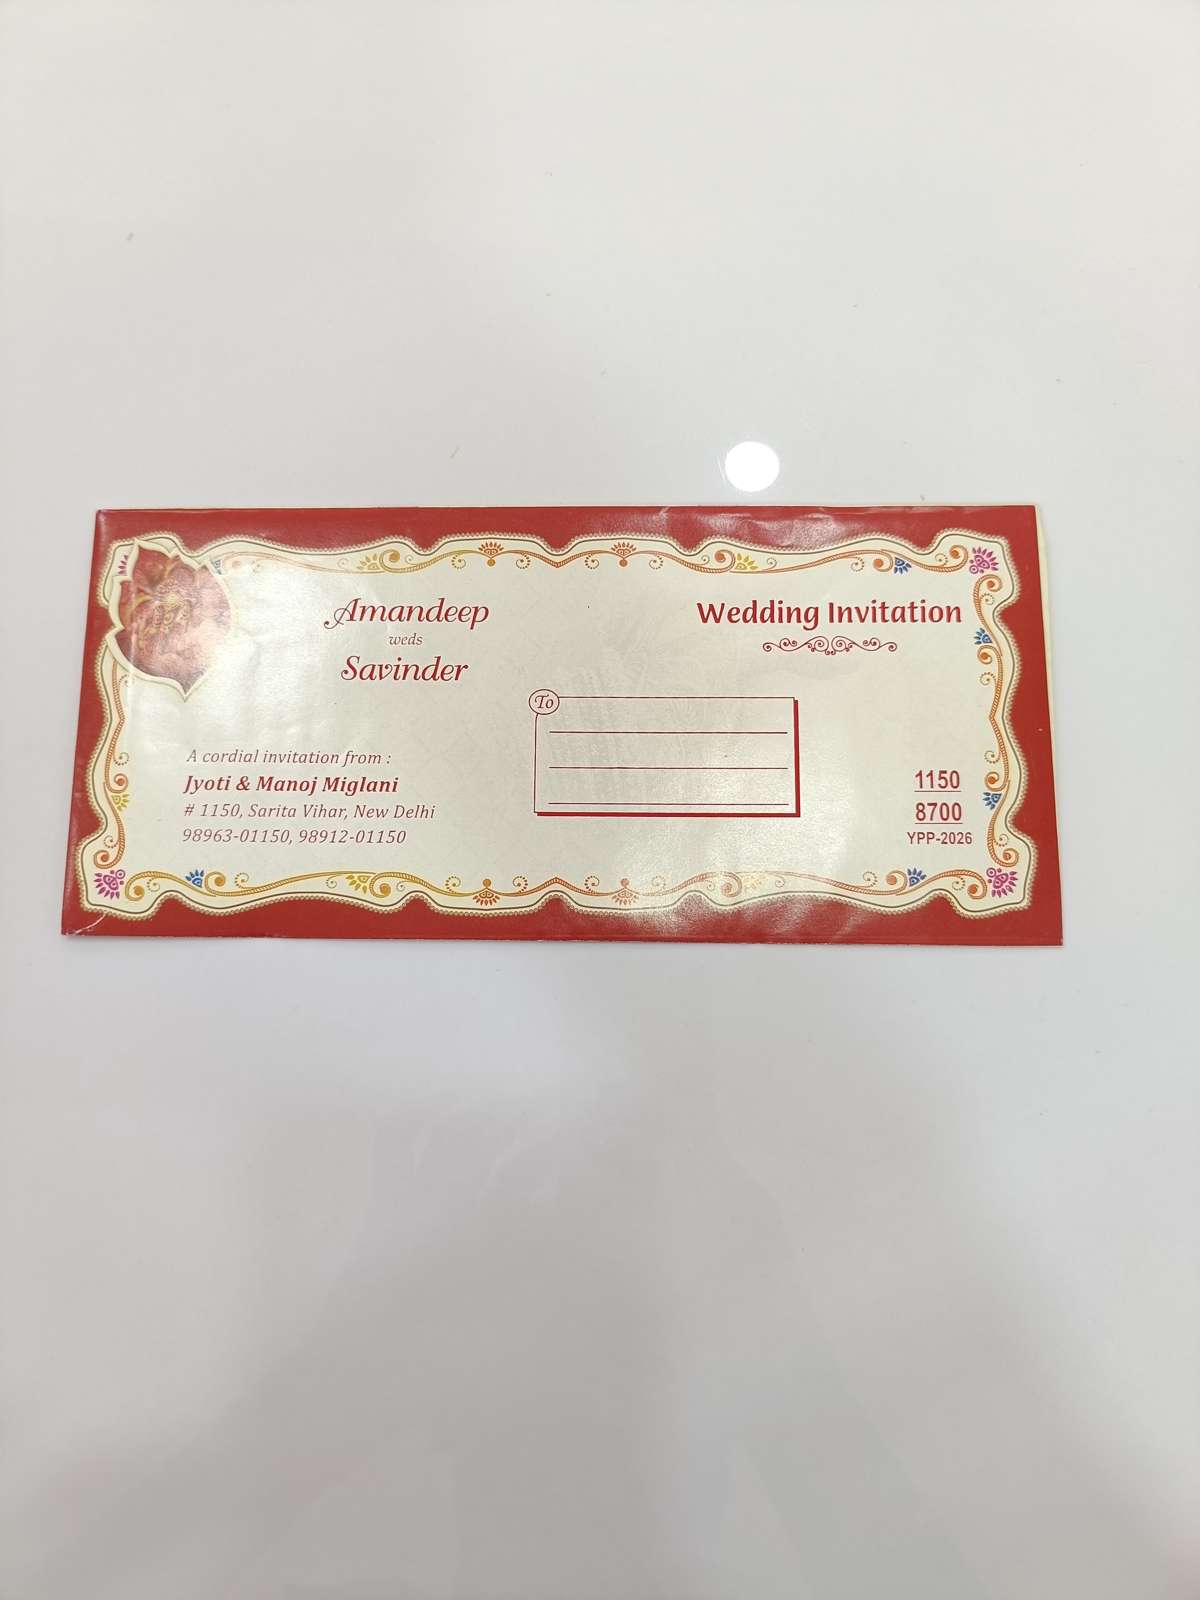 Amandeep
weds
Savinder
Wedding Invitation
To
A cordial invitation from :
Jyoti & Manoj Miglani
# 1150, Sarita Vihar, New Delhi
98963-01150, 98912-01150
1150
8700
YPP-2026